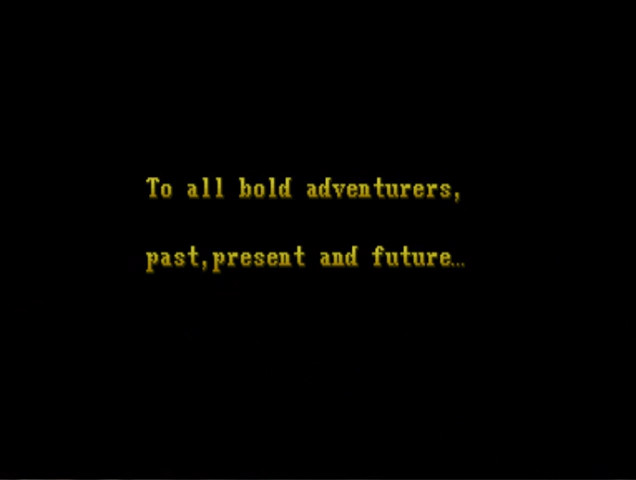 To all bold adventurers,
past,present and future…